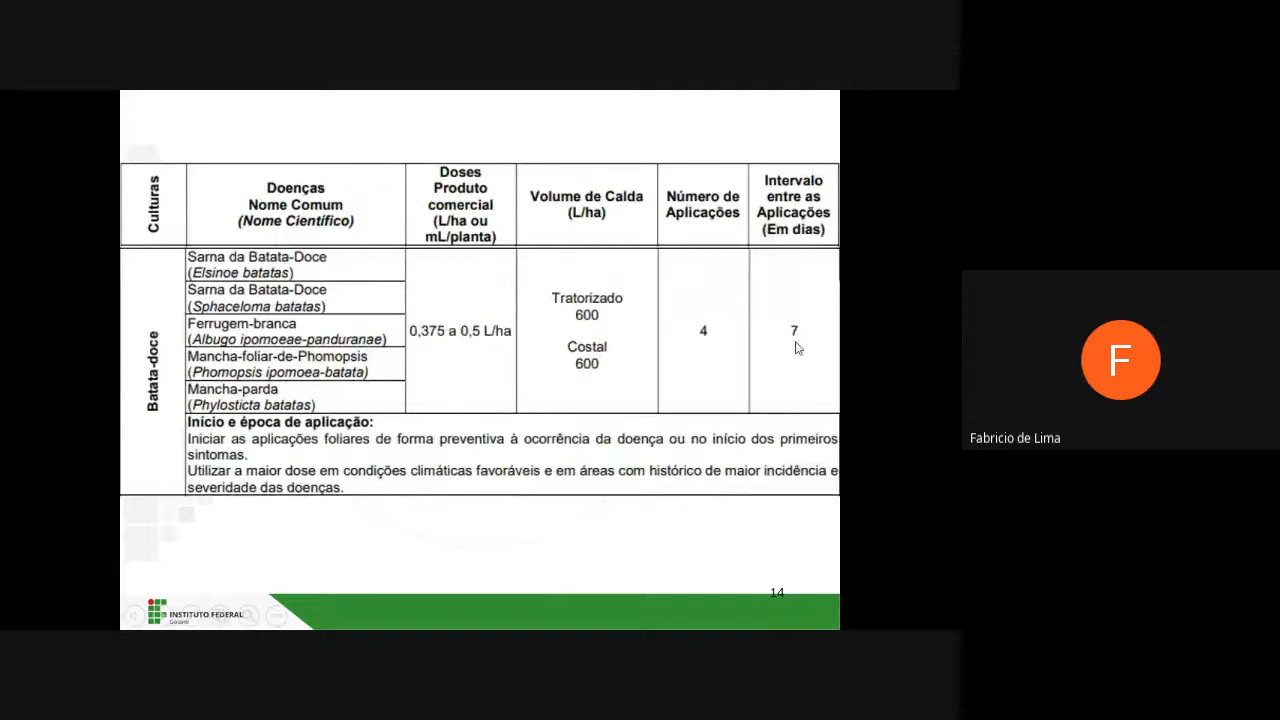 Culturas
Doenças
Nome Comum
(Nome Científico)
Doses
Produto
comercial
(L/ha ou
mL/planta)
Volume de Calda
(L/ha)
Número de
Aplicações
Intervalo
entre as
Aplicações
(Em dias)
Batata-doce
Sarna da Batata-Doce
(Elsinoe batatas)
Sarna da Batata-Doce
(Sphaceloma batatas)
Ferrugem-branca
(Albugo ipomoeae-panduranae)
Mancha-foliar-de-Phomopsis
(Phomopsis ipomoea-batata)
Mancha-parda
(Phylosticta batatas)
0,375 a 0,5 L/ha
Tratorizado
600
Costal
600
4
7
Início e época de aplicação:
Iniciar as aplicações foliares de forma preventiva à ocorrência da doença ou no início dos primeiros
sintomas.
Utilizar a maior dose em condições climáticas favoráveis e em áreas com histórico de maior incidência e
severidade das doenças.
14
INSTITUTO FEDERAL
Goiano
F
Fabricio de Lima